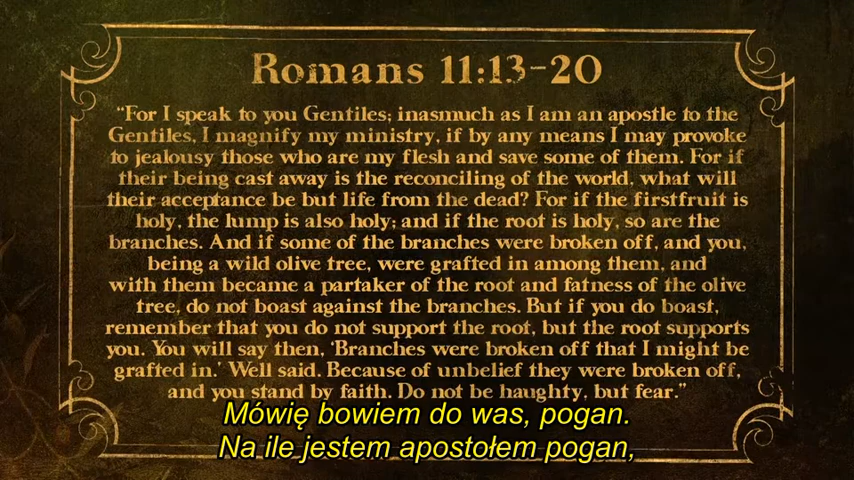 Romans 11:13-20
"For I speak to you Gentiles; inasmuch as I am an apostle to the
Gentiles, I magnify my ministry, if by any means I may provoke
to jealousy those who are my flesh and save some of them. For if
their being cast away is the reconciling of the world, what will
their acceptance be but life from the dead? For if the firstfruit is
holy, the lump is also holy; and if the root is holy, so are the
branches. And if some of the branches were broken off, and you,
being a wild olive tree, were grafted in among them, and
with them became a partaker of the root and fatness of the olive
tree, do not boast against the branches. But if you do boast,
remember that you do not support the root, but the root supports
you. You will say then, 'Branches were broken off that I might be
grafted in.' Well said. Because of unbelief they were broken off,
and you stand by faith. Do not be haughty, but fear."
Mówię bowiem do was, pogan.
Na ile jestem apostołem pogan,